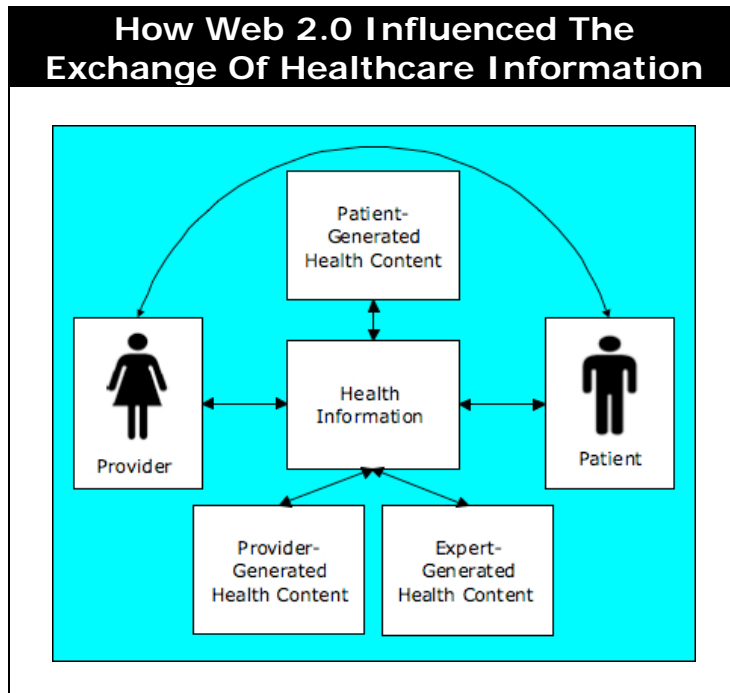 How Web 2.0 Influenced The
Exchange Of Healthcare Information
Patient-
Generated
Health Content
Provider
Health
Information
Patient
Provider-
Generated
Health Content
Expert-
Generated
Health Content